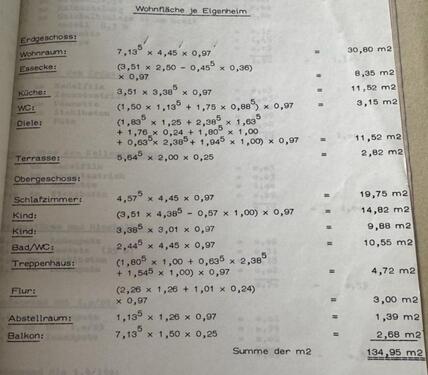 Wohnfläche je Eigenheim
Erdgeschoss:
Wohnraum: 7,13⁵ × 4,45 × 0,97 = 30,80 m2
Essecke: (3,51 × 2,50 - 0,45⁵ × 0,36)
× 0,97 = 8,35 m2
Küche: 3,51 × 3,38⁵ × 0,97 = 11,52 m2
WC: (1,50 × 1,13⁵ + 1,75 × 0,88⁵) × 0,97 = 3,15 m2
Diele: (1,83⁵ × 1,25 + 2,38⁵ × 1,63⁵
+ 1,76 × 0,24 + 1,80⁵ × 1,00
+ 0,63⁵ × 2,38⁵ + 1,94⁵ × 1,00) × 0,97 = 11,52 m2
Terrasse: 5,64⁵ × 2,00 × 0,25 = 2,82 m2
Obergeschoss:
Schlafzimmer: 4,57⁵ × 4,45 × 0,97 = 19,75 m2
Kind: (3,51 × 4,38⁵ - 0,57 × 1,00) × 0,97 = 14,82 m2
Kind: 3,38⁵ × 3,01 × 0,97 = 9,88 m2
Bad/WC: 2,44⁵ × 4,45 × 0,97 = 10,55 m2
Treppenhaus: (1,80⁵ × 1,00 + 0,63⁵ × 2,38⁵
+ 1,54⁵ × 1,00) × 0,97 = 4,72 m2
Flur: (2,26 × 1,26 + 1,01 × 0,24)
× 0,97 = 3,00 m2
Abstellraum: 1,13⁵ × 1,26 × 0,97 = 1,39 m2
Balkon: 7,13⁵ × 1,50 × 0,25 = 2,68 m2
Summe der m2 134,95 m2